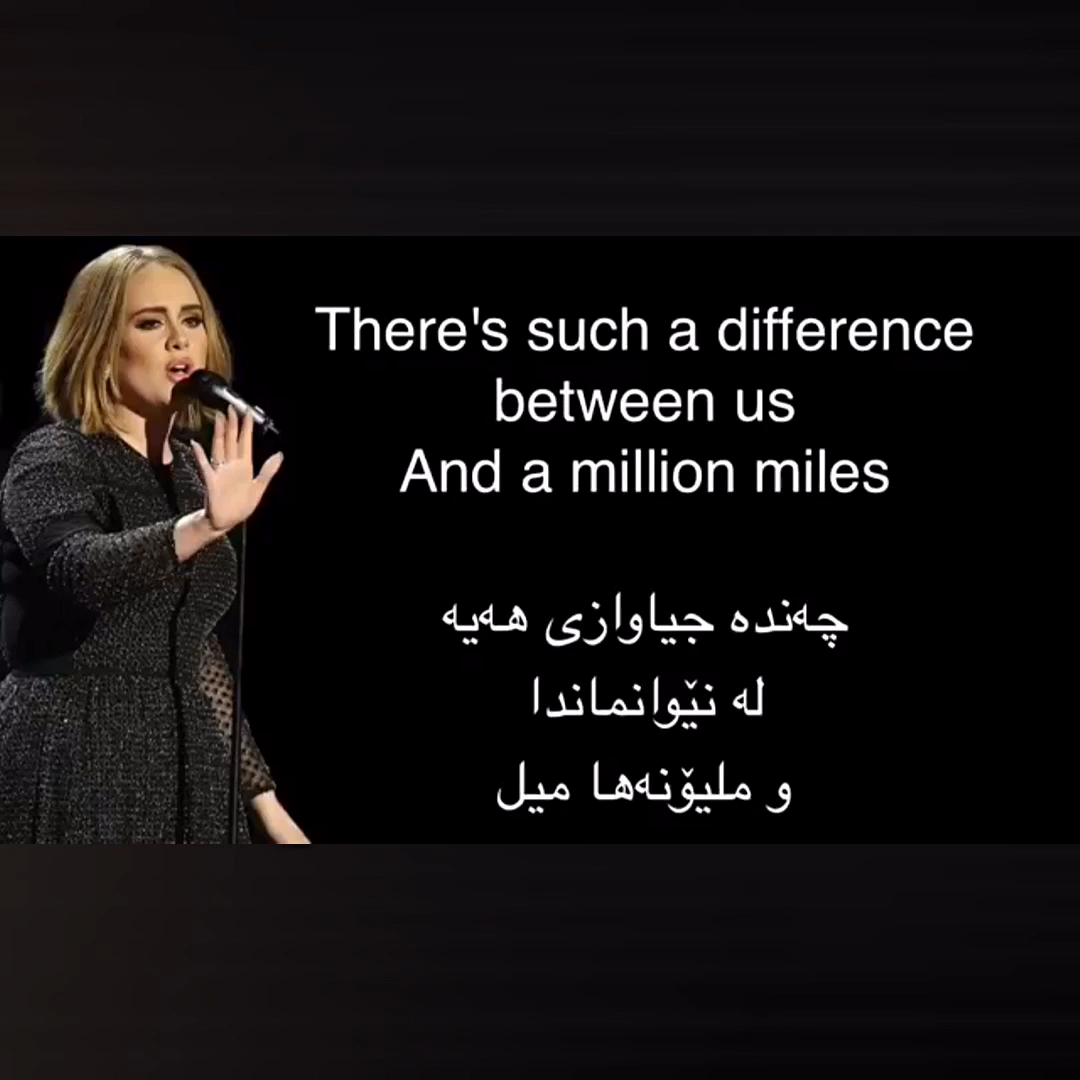 There's such a difference
between us
And a million miles
چەندە جیاوازی هەیە
لە نێوانماندا
و ملیۆنەها میل